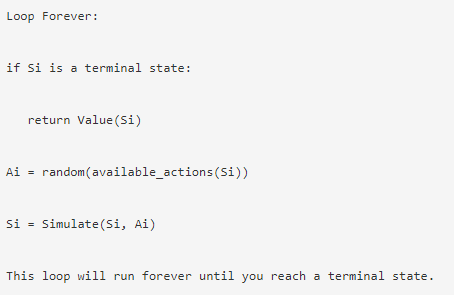 Loop Forever:
if Si is a terminal state:
return Value(Si)
Ai = random(available_actions(Si))
Si = Simulate(Si, Ai)
This loop will run forever until you reach a terminal state.